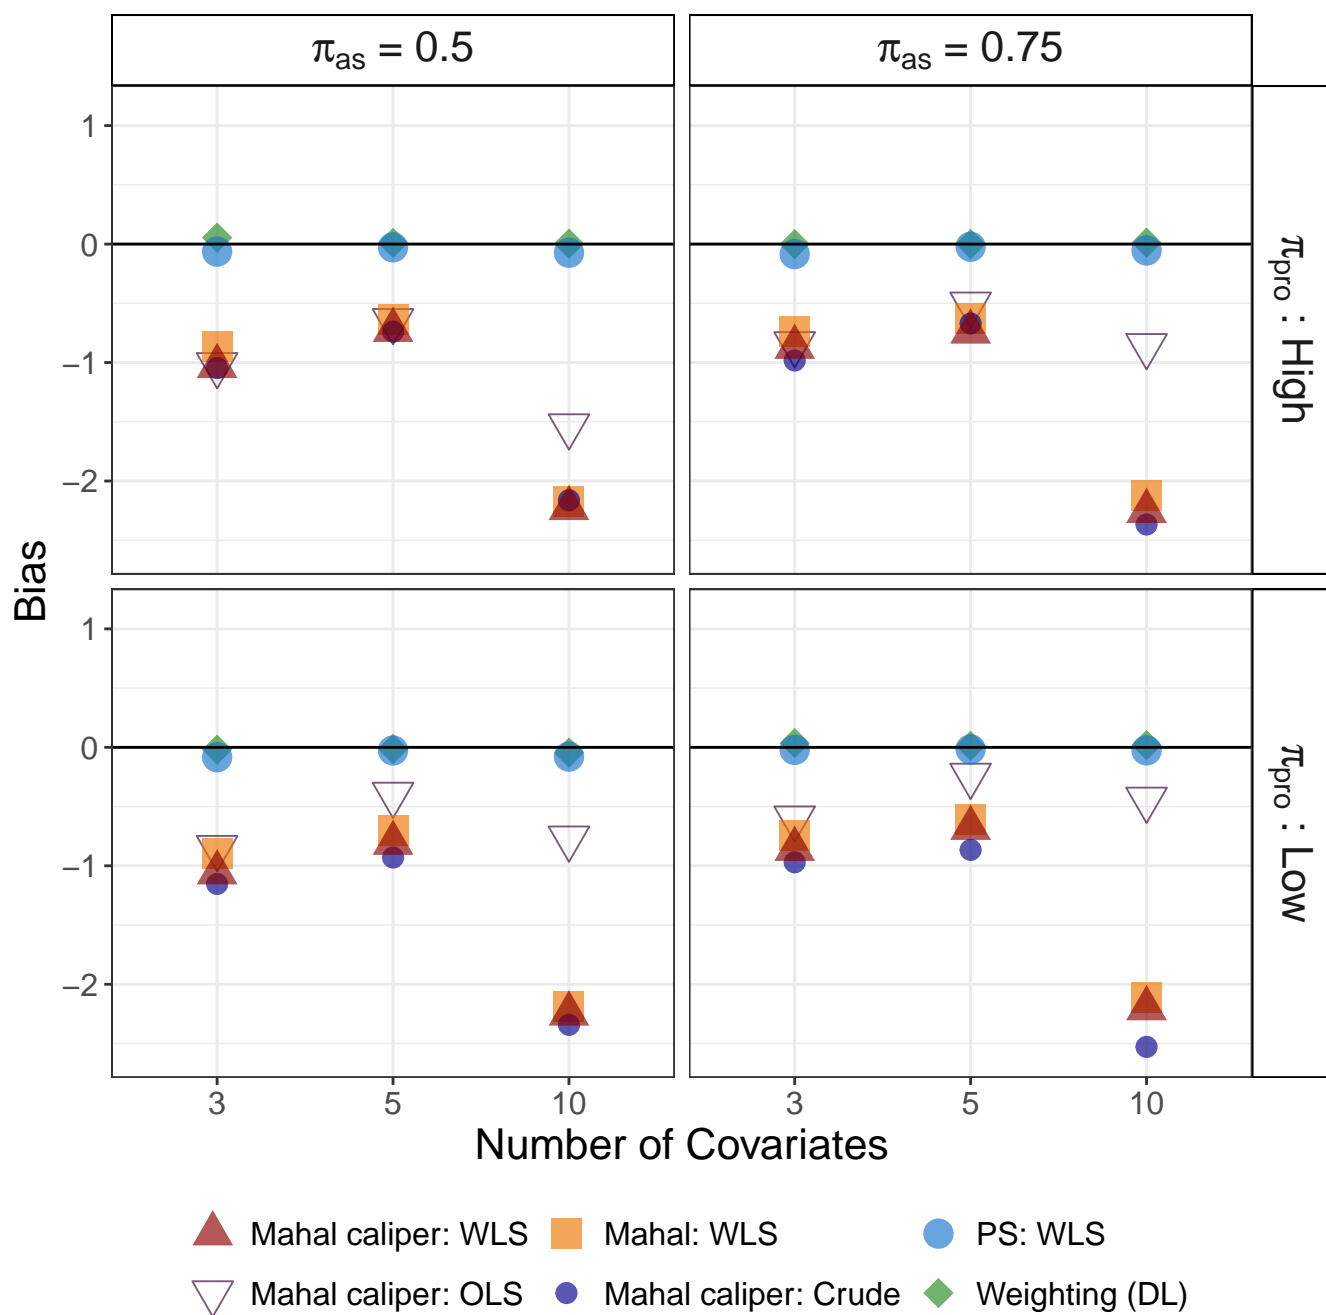 π_as = 0.5
π_as = 0.75
1
0
−1
−2
π_pro : High
Bias
1
0
−1
−2
π_pro : Low
3 5 10 3 5 10
Number of Covariates
Mahal caliper: WLS Mahal: WLS PS: WLS
Mahal caliper: OLS Mahal caliper: Crude Weighting (DL)